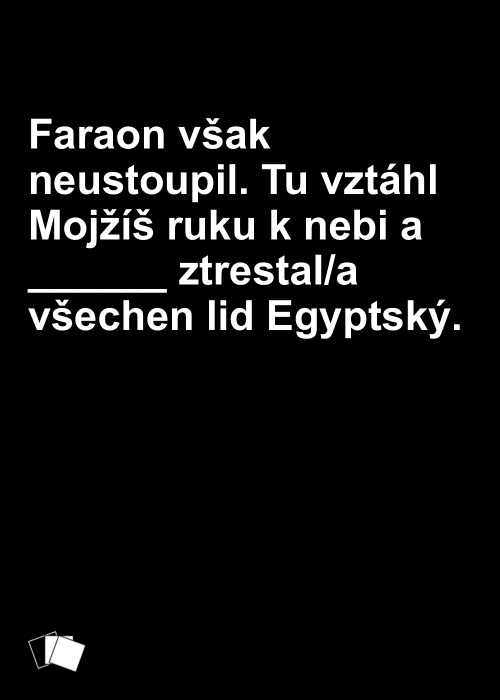 Faraon však
neustoupil. Tu vztáhl
Mojžíš ruku k nebi a
______ ztrestal/a
všechen lid Egyptský.